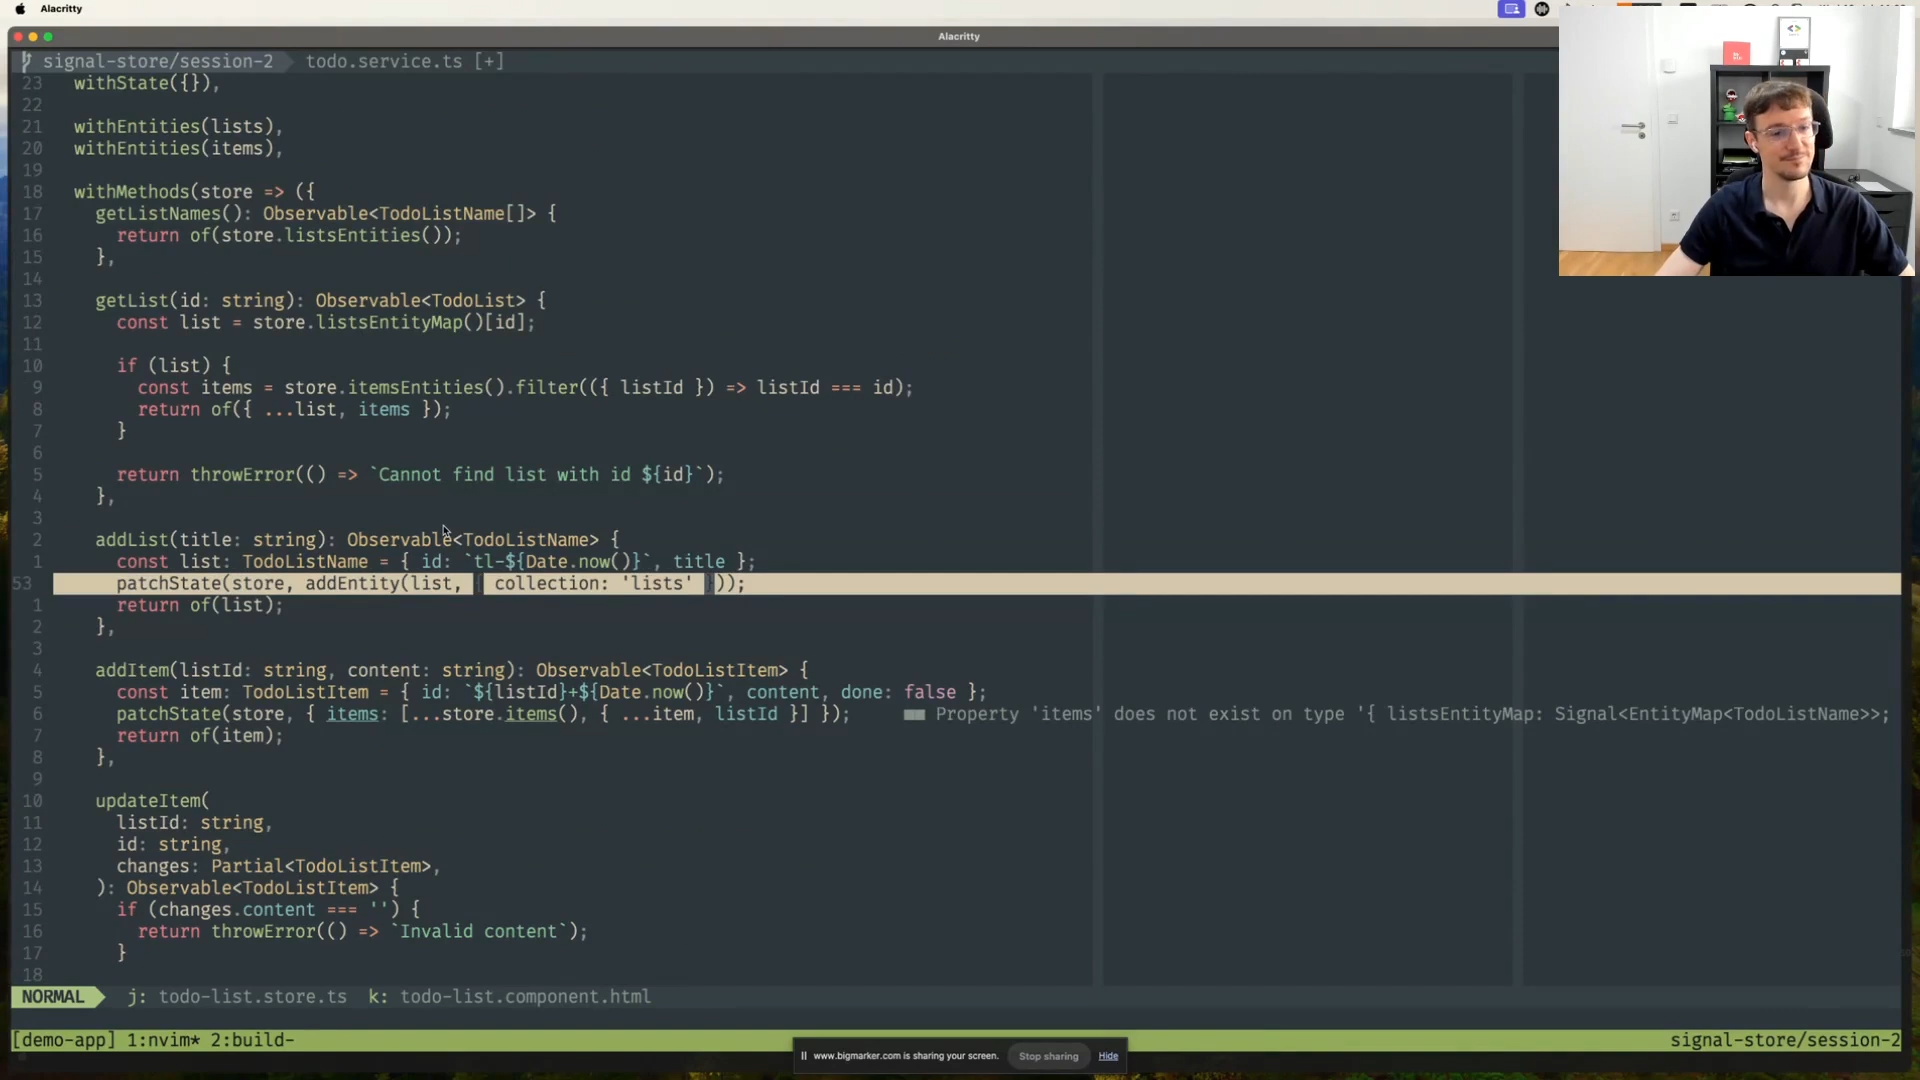 Alacritty
Alacritty
signal-store/session-2 todo.service.ts [+]
23 withState({}),
22
21 withEntities(lists),
20 withEntities(items),
19
18 withMethods(store => ({
17 getListNames(): Observable<TodoListName[]> {
16 return of(store.listsEntities());
15 },
14
13 getList(id: string): Observable<TodoList> {
12 const list = store.listsEntityMap()[id];
11
10 if (list) {
9 const items = store.itemsEntities().filter(({ listId }) => listId === id);
8 return of({ ...list, items });
7 }
6
5 return throwError(() => `Cannot find list with id ${id}`);
4 },
3
2 addList(title: string): Observable<TodoListName> {
1 const list: TodoListName = { id: `tl-${Date.now()}`, title };
53 patchState(store, addEntity(list, { collection: 'lists' }));
1 return of(list);
2 },
3
4 addItem(listId: string, content: string): Observable<TodoListItem> {
5 const item: TodoListItem = { id: `${listId}+${Date.now()}`, content, done: false };
6 patchState(store, { items: [...store.items(), { ...item, listId }] }); ■■ Property 'items' does not exist on type '{ listsEntityMap: Signal<EntityMap<TodoListName>>;
7 return of(item);
8 },
9
10 updateItem(
11 listId: string,
12 id: string,
13 changes: Partial<TodoListItem>,
14 ): Observable<TodoListItem> {
15 if (changes.content === '') {
16 return throwError(() => `Invalid content`);
17 }
18
NORMAL j: todo-list.store.ts k: todo-list.component.html
[demo-app] 1:nvim* 2:build- signal-store/session-2
www.bigmarker.com is sharing your screen. Stop sharing Hide